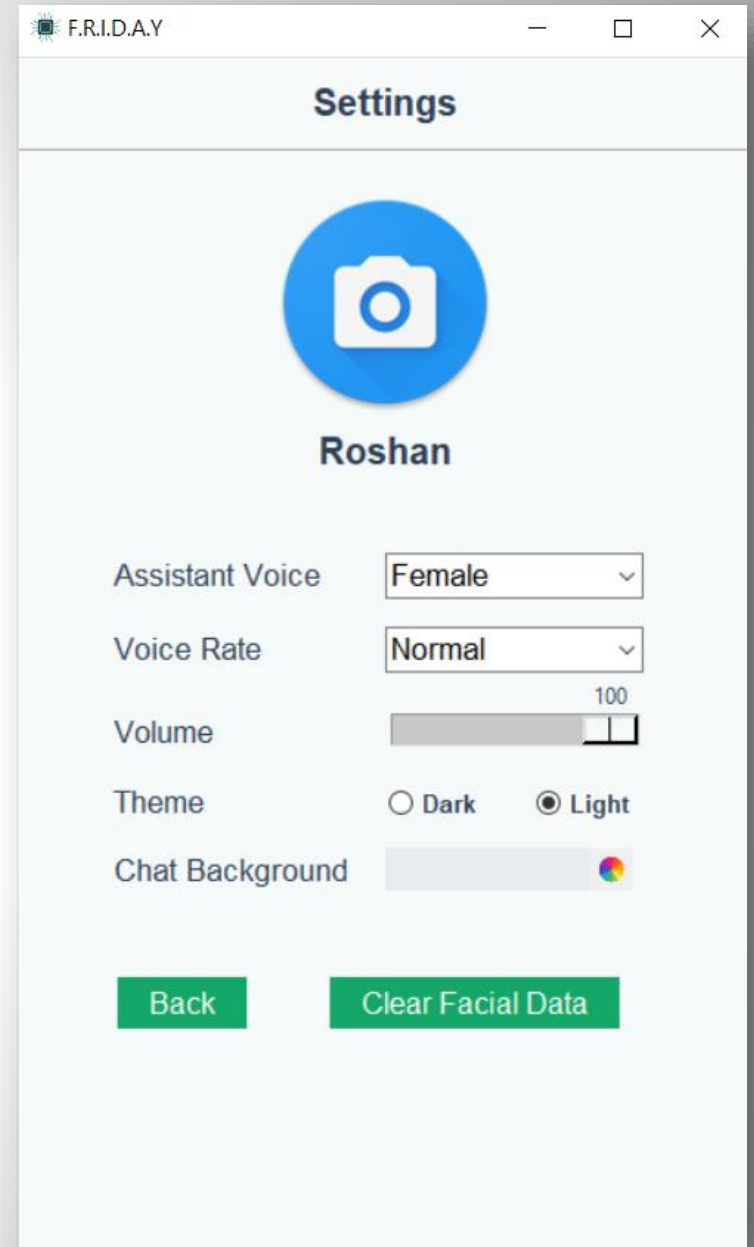 F.R.I.D.A.Y
Settings
Roshan
Assistant Voice Female
Voice Rate Normal
100
Volume
Theme Dark Light
Chat Background
Back Clear Facial Data